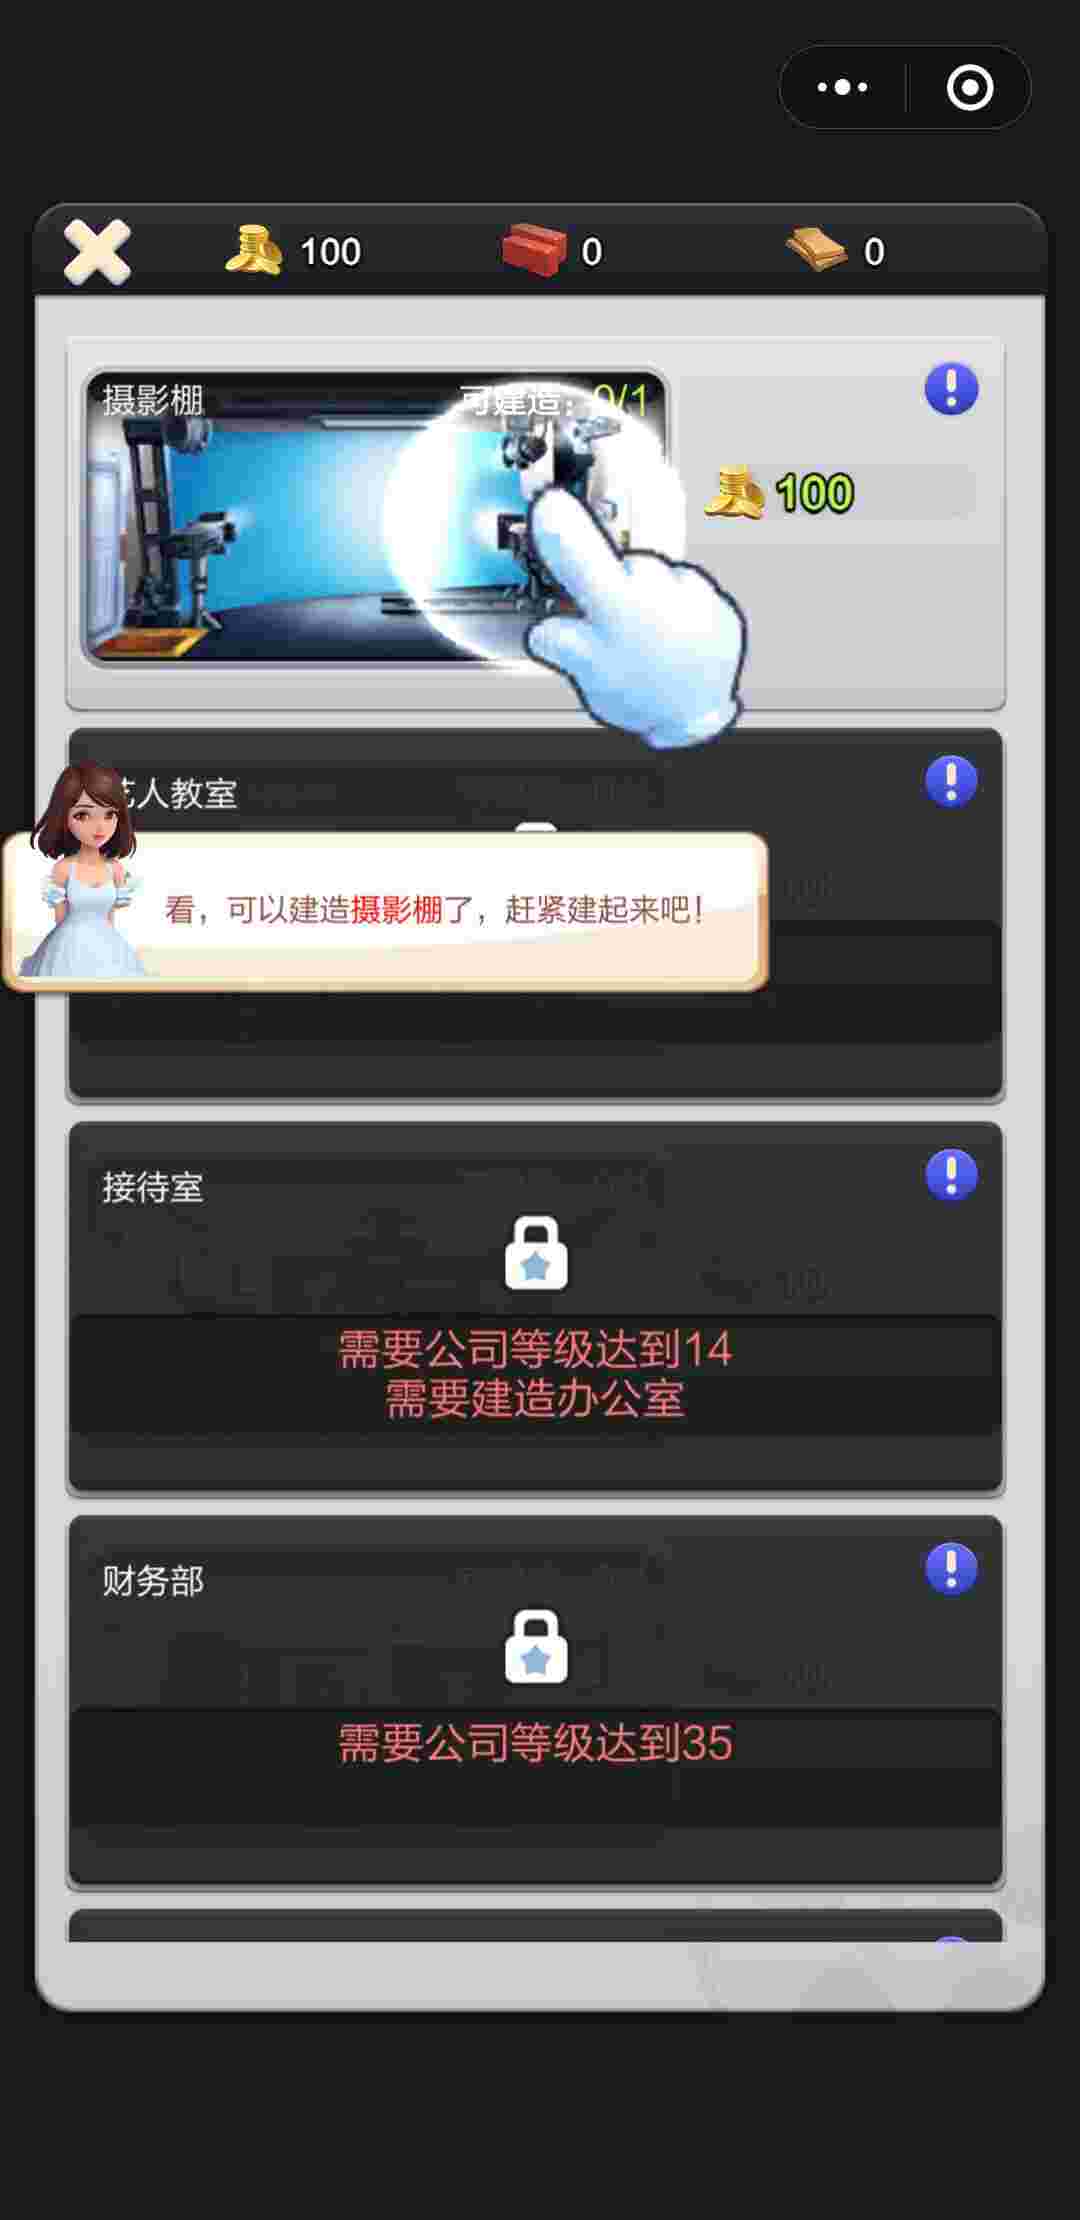 100
0
0
摄影棚
可建造：0/1
100
艺人教室
看，可以建造摄影棚了，赶紧建起来吧！
接待室
需要公司等级达到14
需要建造办公室
财务部
需要公司等级达到35